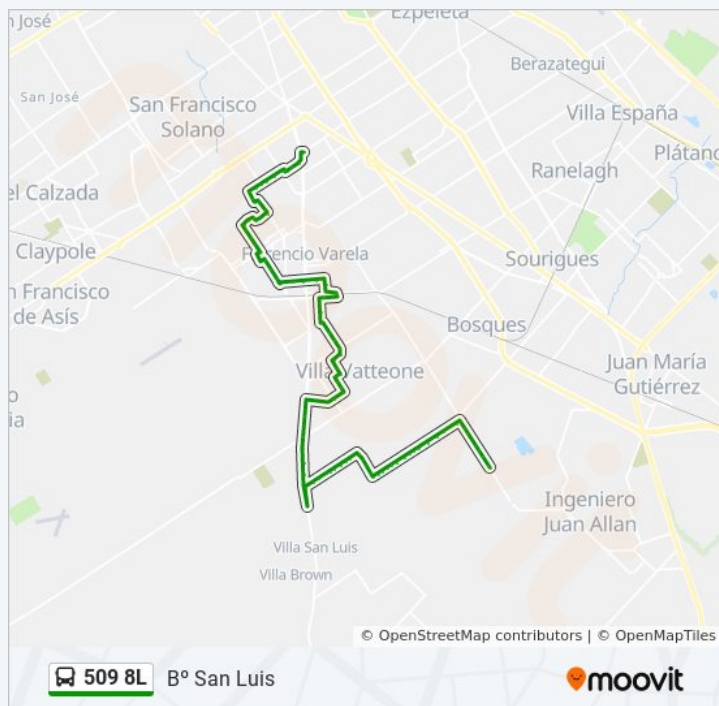 Ezpeleta
San José
Berazategui
San José
San Francisco
Solano
Villa España
Plátano
Ranelagh
el Calzada
Claypole
Florencio Varela
Sourigues
n Francisco
de Asís
Bosques
Juan María
Gutiérrez
Villa Vatteone
o
ia
Ingeniero
Juan Allan
Villa San Luis
Villa Brown
© OpenStreetMap contributors | © OpenMapTiles
509 8L Bº San Luis
moovit